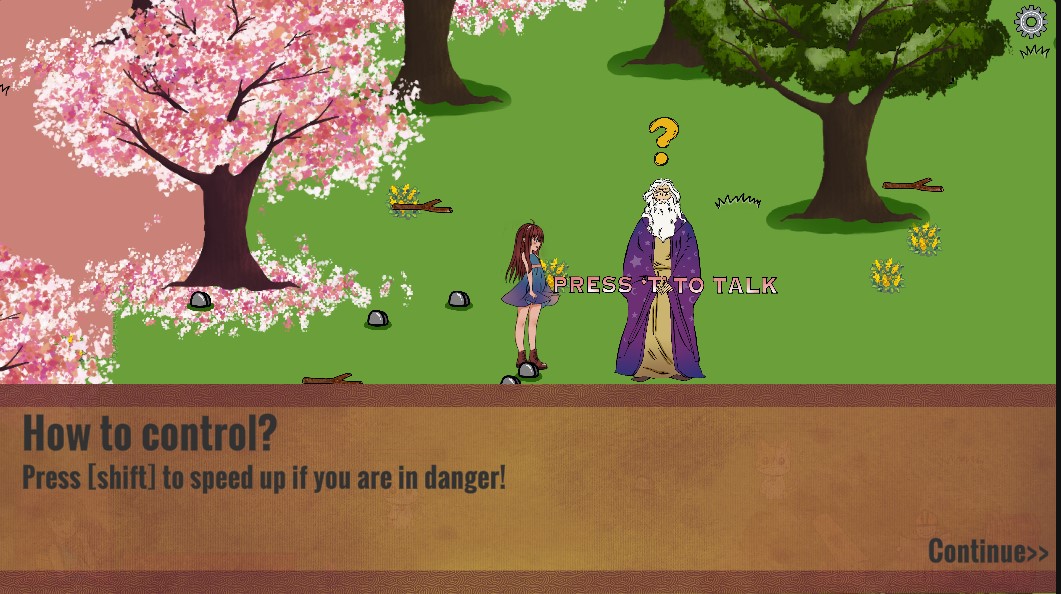 ?
PRESS 'T' TO TALK
How to control?
Press [shift] to speed up if you are in danger!
Continue>>